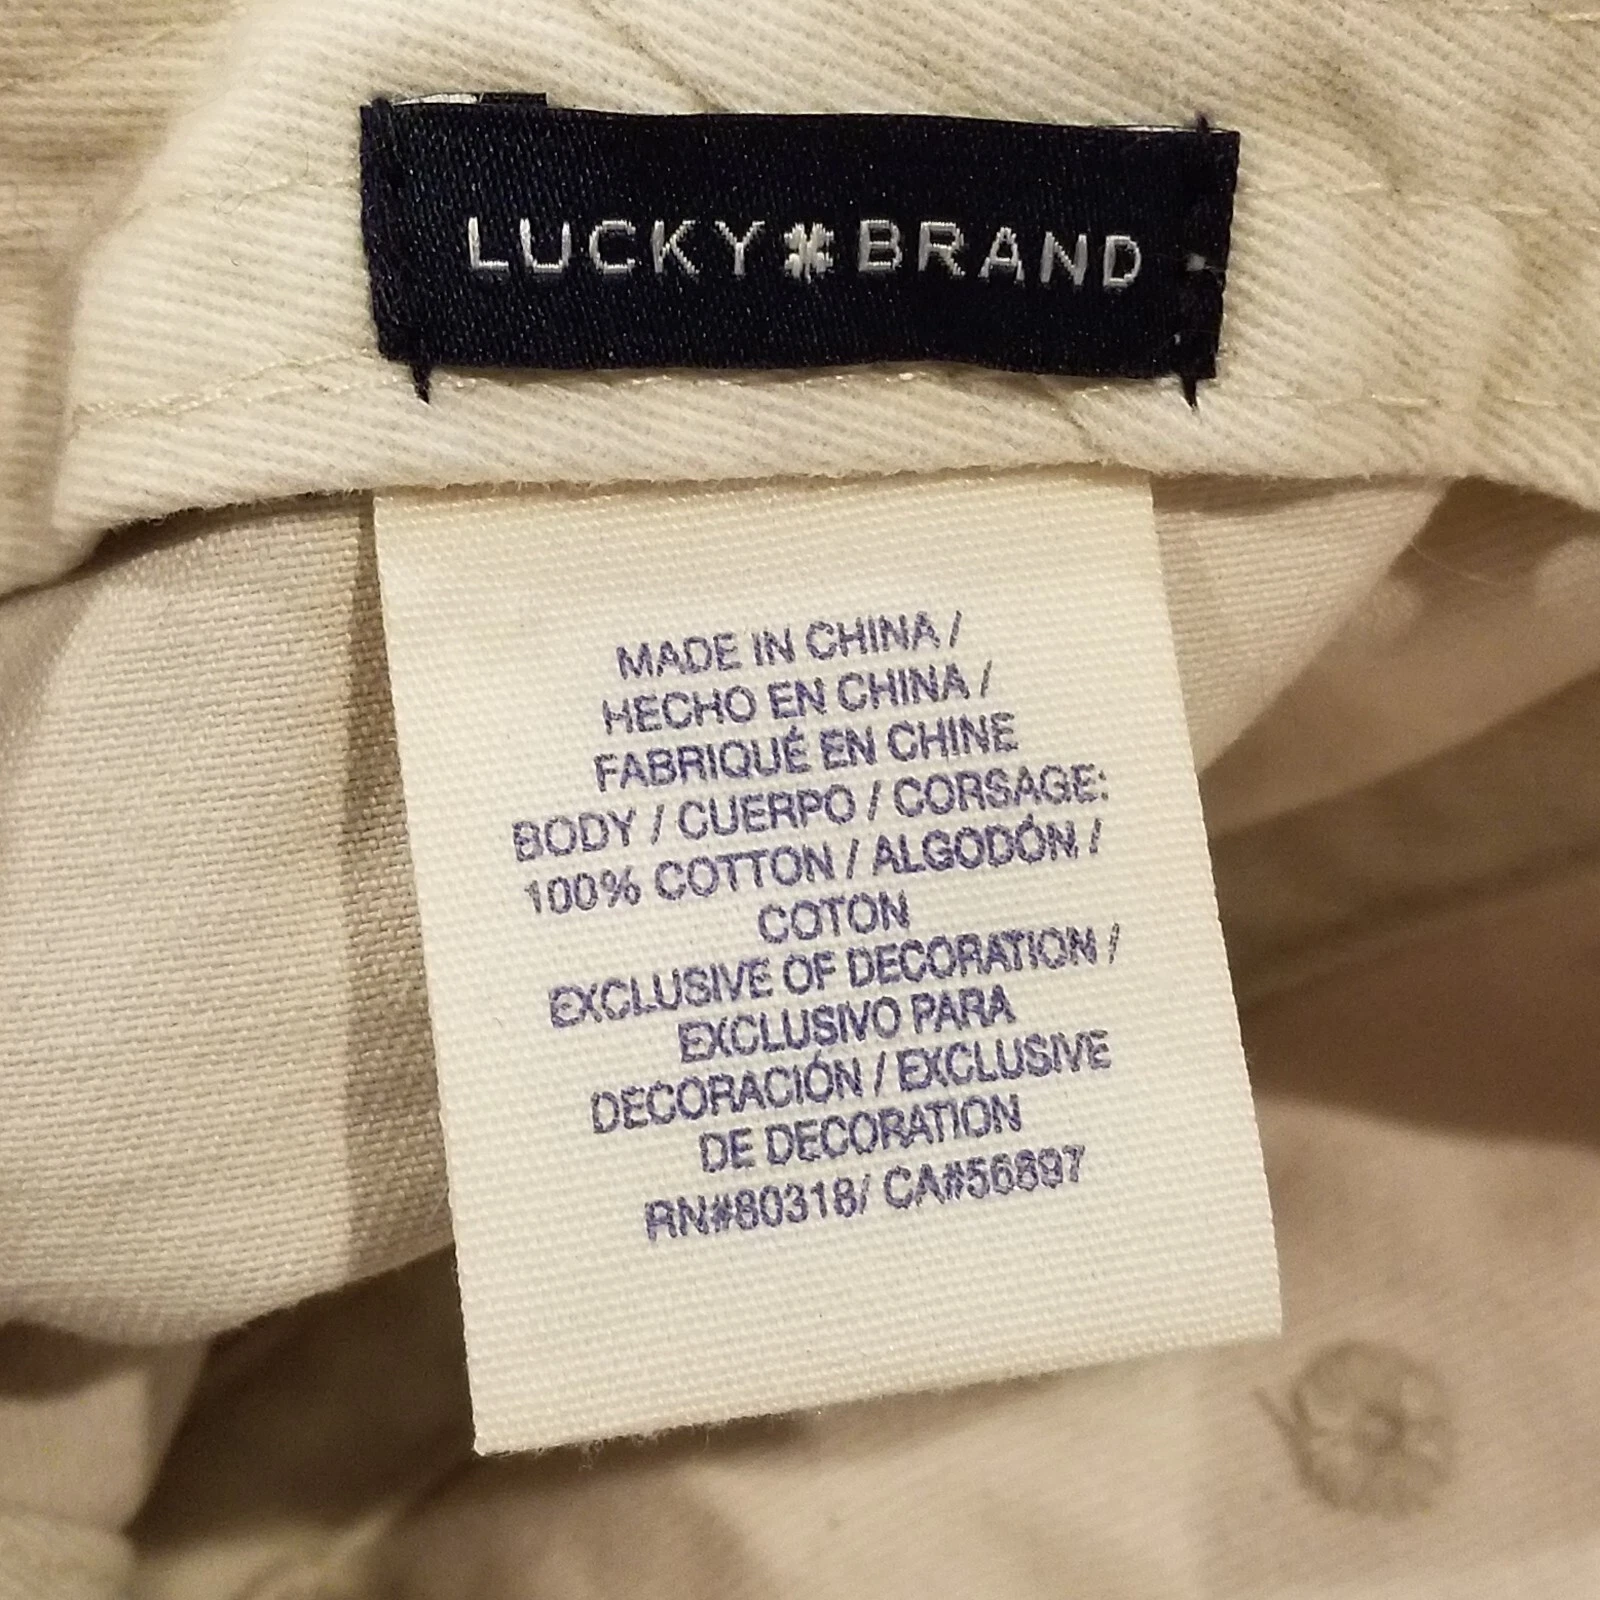 LUCKY BRAND
MADE IN CHINA /
HECHO EN CHINA /
FABRIQUÉ EN CHINE
BODY / CUERPO / CORSAGE:
100% COTTON / ALGODÓN /
COTON
EXCLUSIVE OF DECORATION /
EXCLUSIVO PARA
DECORACIÓN / EXCLUSIVE
DE DECORATION
RN#80318/ CA#56897